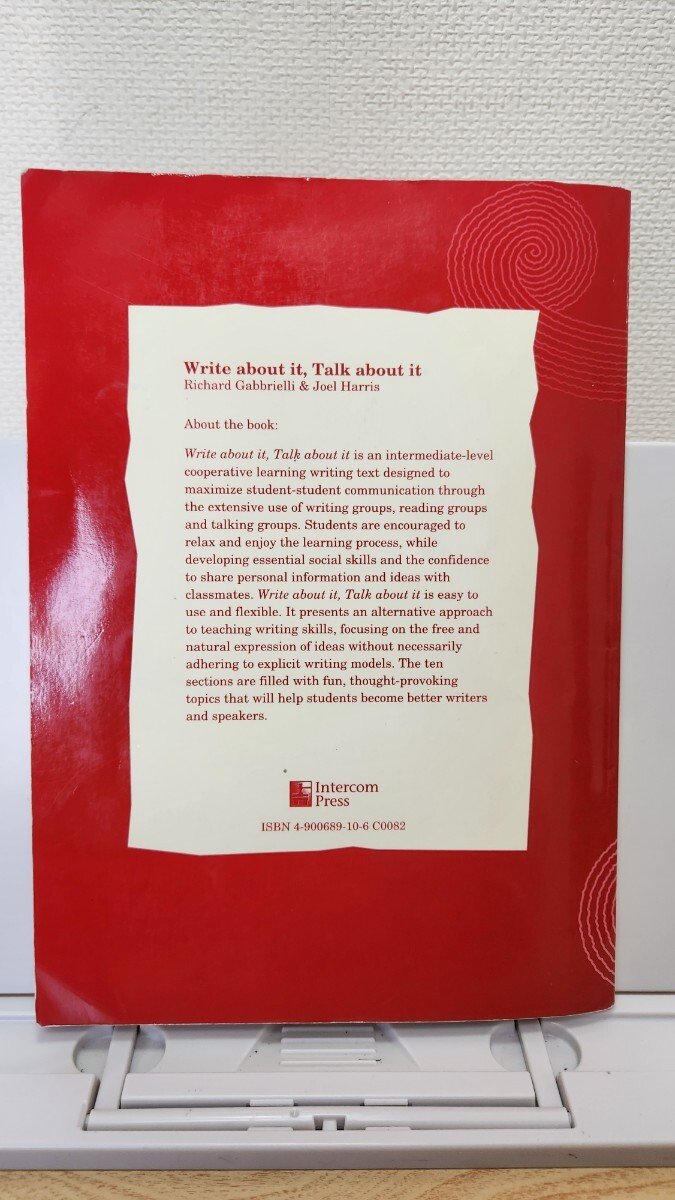 Write about it, Talk about it
Richard Gabbrielli & Joel Harris
About the book:
Write about it, Talk about it is an intermediate-level
cooperative learning writing text designed to
maximize student-student communication through
the extensive use of writing groups, reading groups
and talking groups. Students are encouraged to
relax and enjoy the learning process, while
developing essential social skills and the confidence
to share personal information and ideas with
classmates. Write about it, Talk about it is easy to
use and flexible. It presents an alternative approach
to teaching writing skills, focusing on the free and
natural expression of ideas without necessarily
adhering to explicit writing models. The ten
sections are filled with fun, thought-provoking
topics that will help students become better writers
and speakers.
Intercom
Press
ISBN 4-900689-10-6 C0082